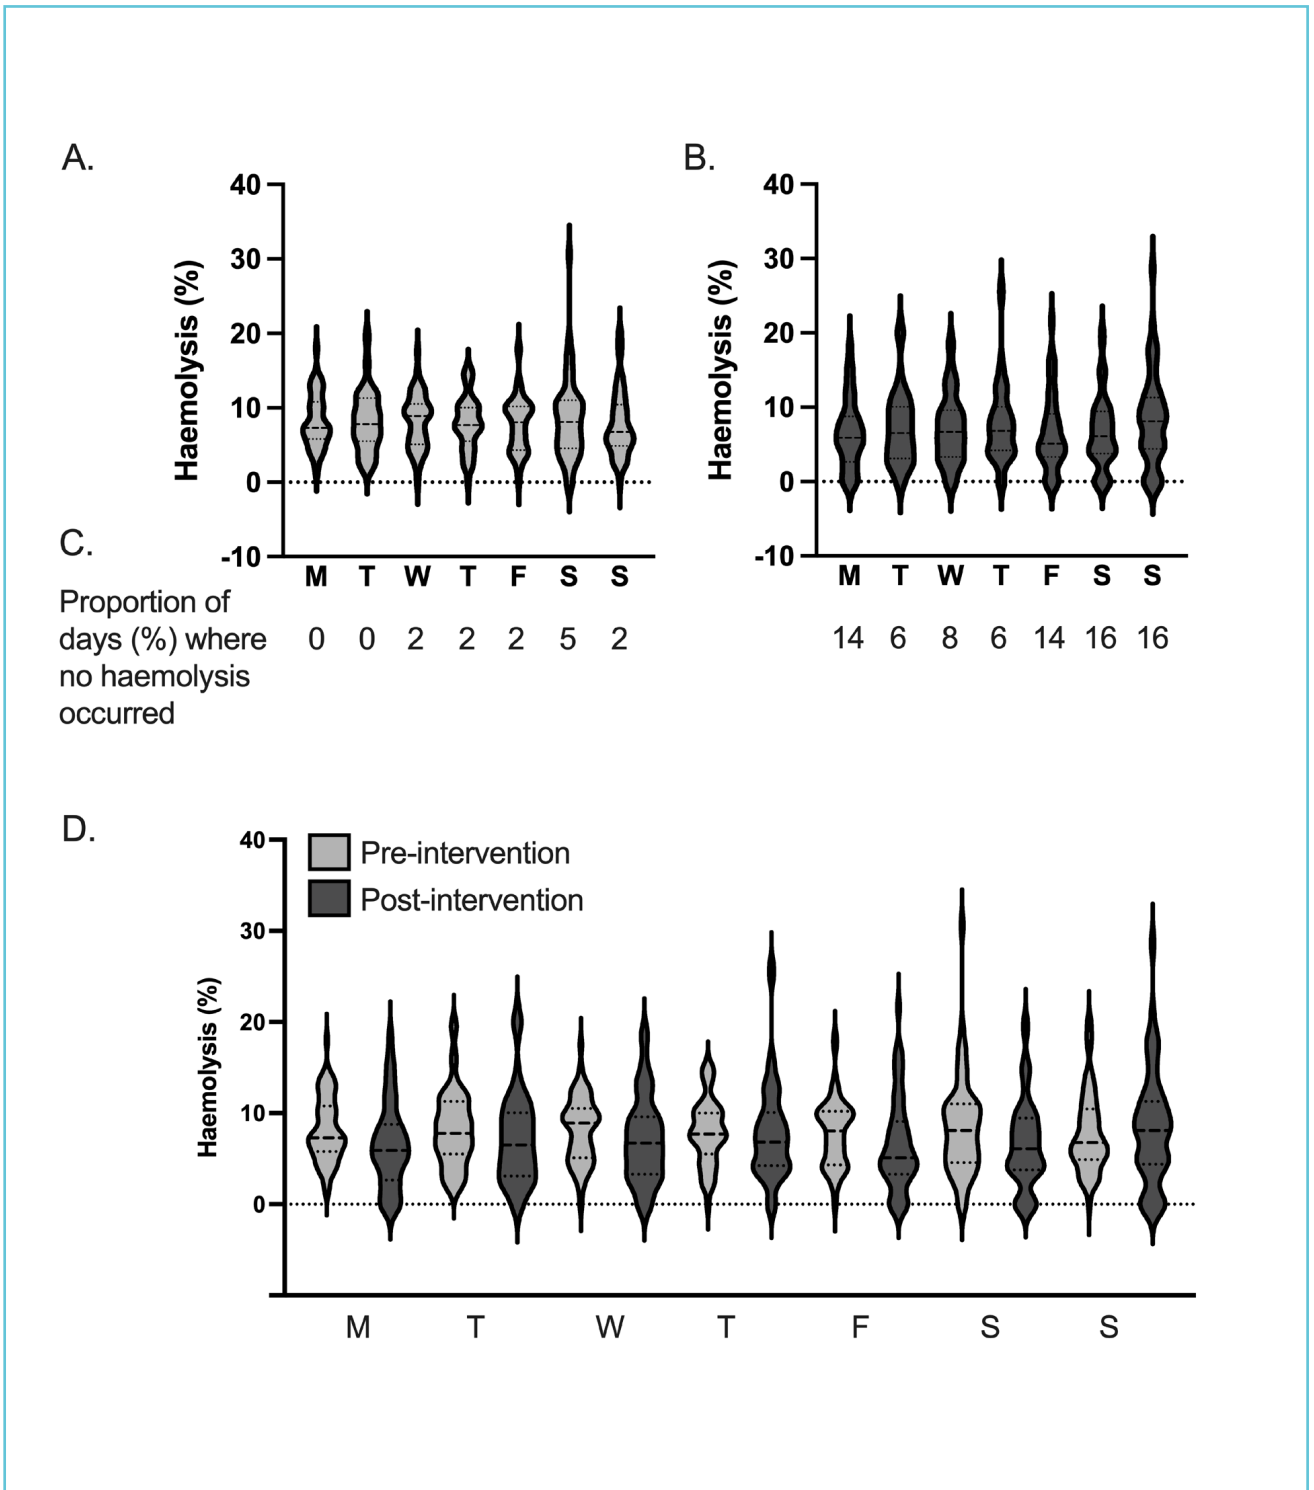 A.
B.
40
30
20
10
0
-10
Haemolysis (%)
M T W T F S S
40
30
20
10
0
-10
Haemolysis (%)
M T W T F S S
C.
Proportion of
days (%) where
no haemolysis
occurred
0 0 2 2 2 5 2
14 6 8 6 14 16 16
D.
Pre-intervention
Post-intervention
40
30
20
10
0
Haemolysis (%)
M T W T F S S